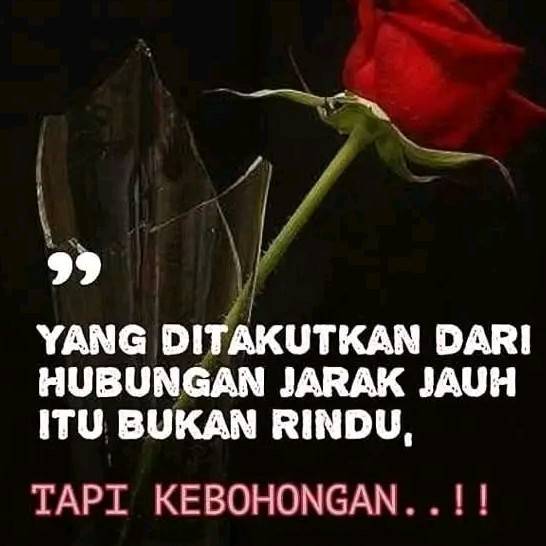 ”
YANG DITAKUTKAN DARI
HUBUNGAN JARAK JAUH
ITU BUKAN RINDU,
TAPI KEBOHONGAN..!!